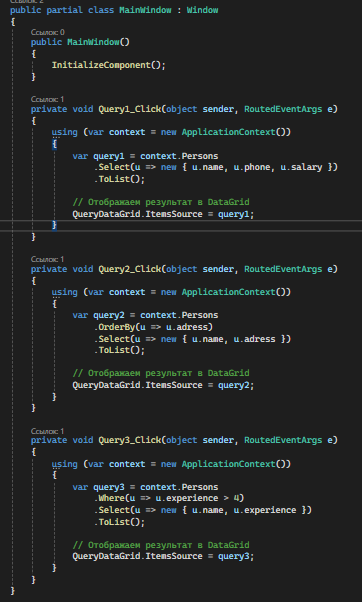 Ссылок: 2
public partial class MainWindow : Window
{
Ссылок: 0
public MainWindow()
{
InitializeComponent();
}
Ссылок: 1
private void Query1_Click(object sender, RoutedEventArgs e)
{
using (var context = new ApplicationContext())
{
var query1 = context.Persons
.Select(u => new { u.name, u.phone, u.salary })
.ToList();
// Отображаем результат в DataGrid
QueryDataGrid.ItemsSource = query1;
}
}
Ссылок: 1
private void Query2_Click(object sender, RoutedEventArgs e)
{
using (var context = new ApplicationContext())
{
var query2 = context.Persons
.OrderBy(u => u.adress)
.Select(u => new { u.name, u.adress })
.ToList();
// Отображаем результат в DataGrid
QueryDataGrid.ItemsSource = query2;
}
}
Ссылок: 1
private void Query3_Click(object sender, RoutedEventArgs e)
{
using (var context = new ApplicationContext())
{
var query3 = context.Persons
.Where(u => u.experience > 4)
.Select(u => new { u.name, u.experience })
.ToList();
// Отображаем результат в DataGrid
QueryDataGrid.ItemsSource = query3;
}
}
}